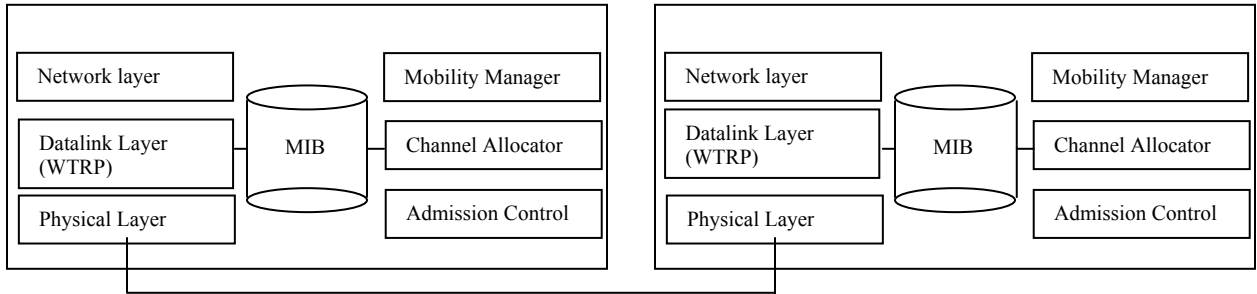 Network layer
Mobility Manager
Datalink Layer
(WTRP)
MIB
Channel Allocator
Physical Layer
Admission Control
Network layer
Mobility Manager
Datalink Layer
(WTRP)
MIB
Channel Allocator
Physical Layer
Admission Control